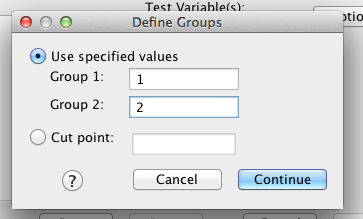 Test Variable(s):
Define Groups
Use specified values
Group 1: 1
Group 2: 2
Cut point:
? Cancel Continue